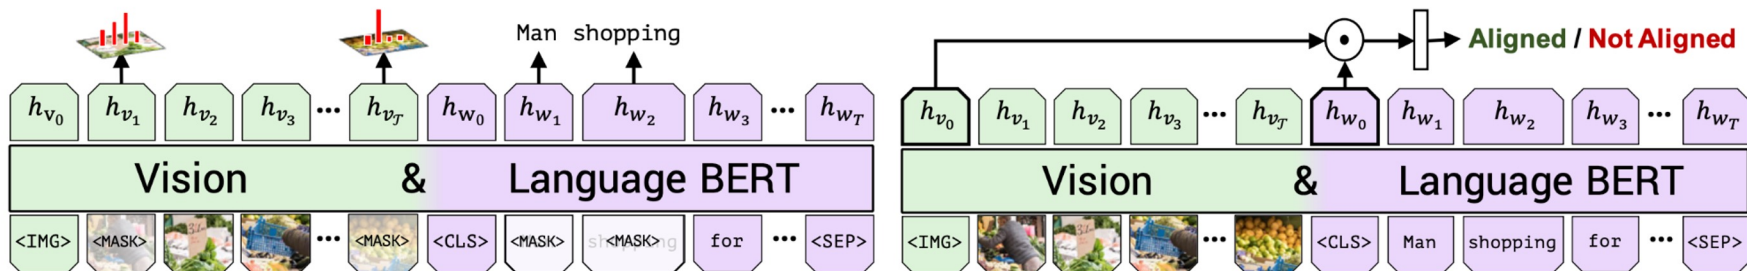 Man shopping
h_{v_0} h_{v_1} h_{v_2} h_{v_3} ... h_{v_𝒯} h_{w_0} h_{w_1} h_{w_2} h_{w_3} ... h_{w_T}
Vision & Language BERT
<IMG> <MASK> ... <MASK> <CLS> <MASK> shopping <MASK> for ... <SEP>
Aligned / Not Aligned
h_{v_0} h_{v_1} h_{v_2} h_{v_3} ... h_{v_𝒯} h_{w_0} h_{w_1} h_{w_2} h_{w_3} ... h_{w_T}
Vision & Language BERT
<IMG> ... <CLS> Man shopping for ... <SEP>